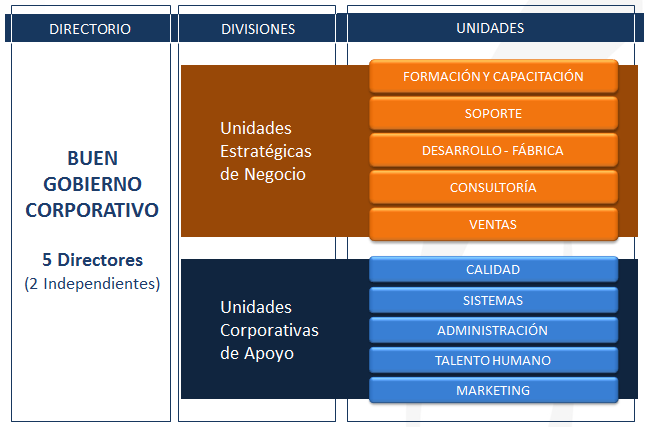 DIRECTORIO
DIVISIONES
UNIDADES
BUEN
GOBIERNO
CORPORATIVO
5 Directores
(2 Independientes)
Unidades
Estratégicas
de Negocio
FORMACIÓN Y CAPACITACIÓN
SOPORTE
DESARROLLO - FÁBRICA
CONSULTORÍA
VENTAS
Unidades
Corporativas
de Apoyo
CALIDAD
SISTEMAS
ADMINISTRACIÓN
TALENTO HUMANO
MARKETING